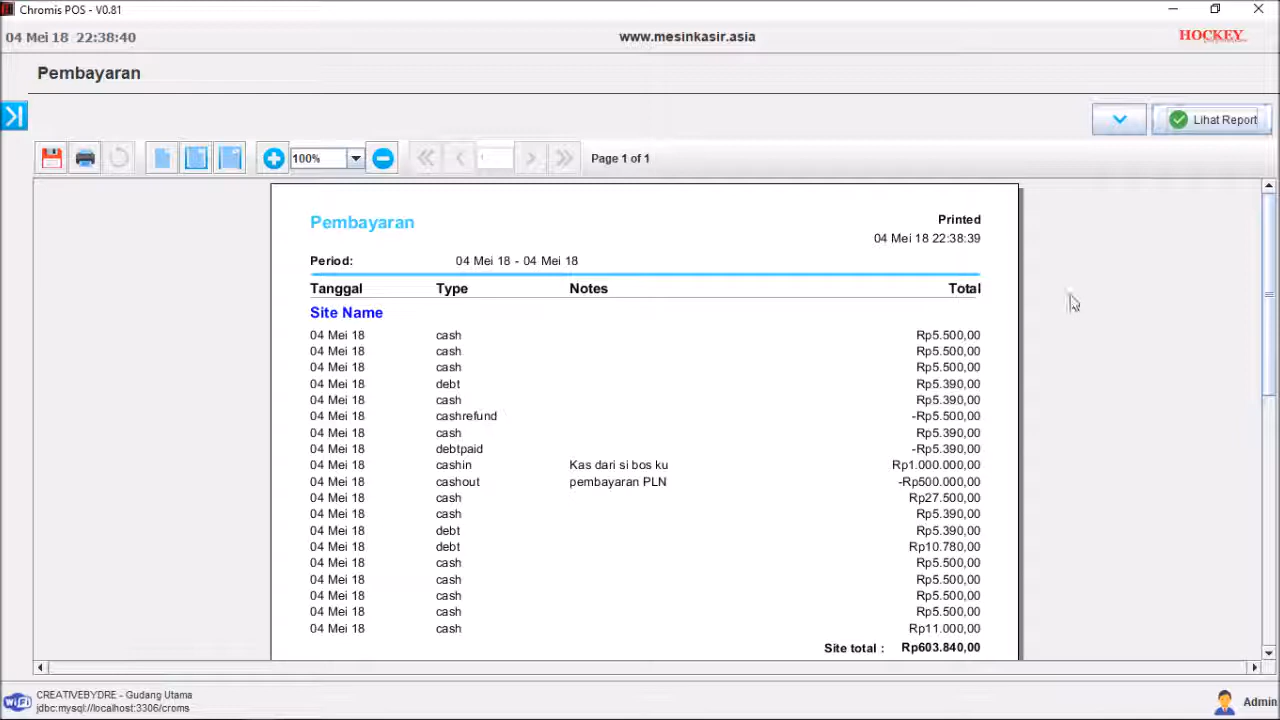 Chromis POS - V0.81
04 Mei 18 22:38:40
www.mesinkasir.asia
HOCKEY
Pembayaran
Lihat Report
100%
Page 1 of 1
Pembayaran
Printed
04 Mei 18 22:38:39
Period: 04 Mei 18 - 04 Mei 18
Tanggal Type Notes Total
Site Name
04 Mei 18 cash Rp5.500,00
04 Mei 18 cash Rp5.500,00
04 Mei 18 cash Rp5.500,00
04 Mei 18 debt Rp5.390,00
04 Mei 18 cash Rp5.390,00
04 Mei 18 cashrefund -Rp5.500,00
04 Mei 18 cash Rp5.390,00
04 Mei 18 debtpaid -Rp5.390,00
04 Mei 18 cashin Kas dari si bos ku Rp1.000.000,00
04 Mei 18 cashout pembayaran PLN -Rp500.000,00
04 Mei 18 cash Rp27.500,00
04 Mei 18 cash Rp5.390,00
04 Mei 18 debt Rp5.390,00
04 Mei 18 debt Rp10.780,00
04 Mei 18 cash Rp5.500,00
04 Mei 18 cash Rp5.500,00
04 Mei 18 cash Rp5.500,00
04 Mei 18 cash Rp5.500,00
04 Mei 18 cash Rp11.000,00
Site total : Rp603.840,00
WiFi
CREATIVEBYDRE - Gudang Utama
jdbc:mysql://localhost:3306/croms
Admin